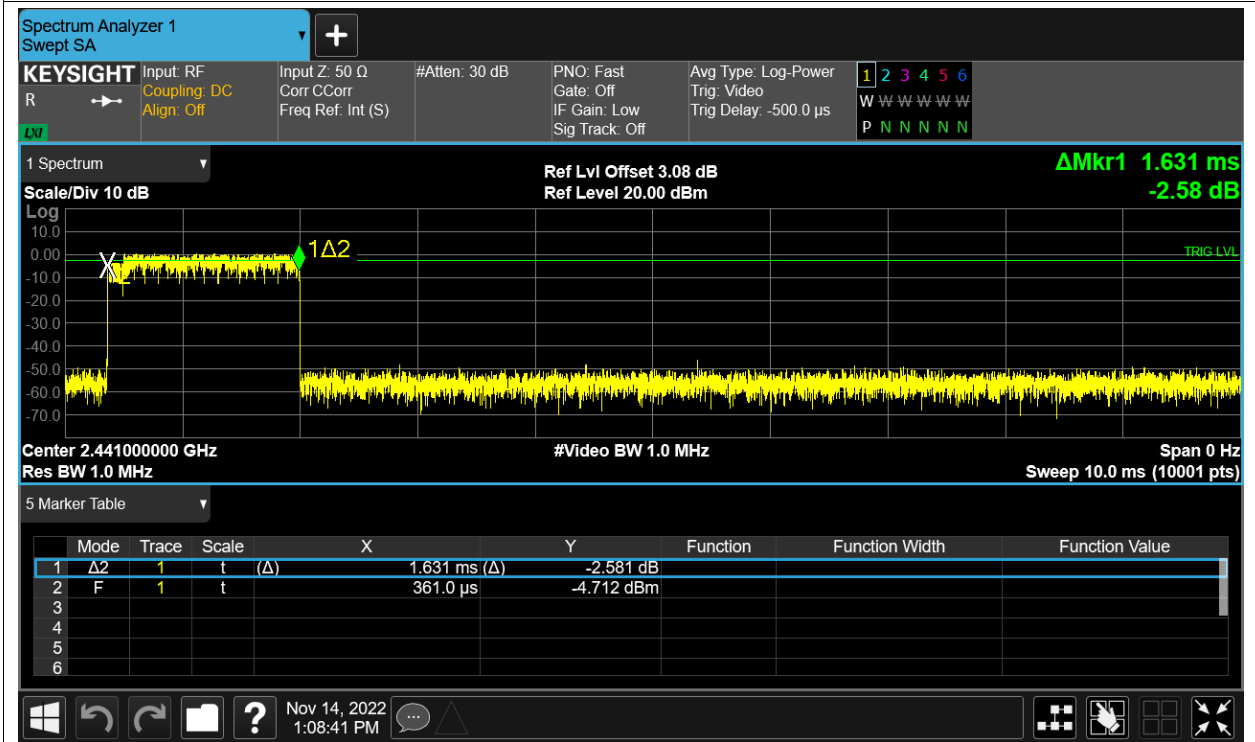 Spectrum Analyzer 1
Swept SA
+
KEYSIGHT Input: RF Input Z: 50 Ω #Atten: 30 dB PNO: Fast Avg Type: Log-Power 1 2 3 4 5 6
R Coupling: DC Corr CCorr Gate: Off Trig: Video W W W W W W
Align: Off Freq Ref: Int (S) IF Gain: Low Trig Delay: -500.0 µs P N N N N N
LXI Sig Track: Off
1 Spectrum Ref Lvl Offset 3.08 dB ΔMkr1 1.631 ms
Scale/Div 10 dB Ref Level 20.00 dBm -2.58 dB
Log
10.0
0.00 X 1Δ2 TRIG LVL
-10.0
-20.0
-30.0
-40.0
-50.0
-60.0
-70.0
Center 2.441000000 GHz #Video BW 1.0 MHz Span 0 Hz
Res BW 1.0 MHz Sweep 10.0 ms (10001 pts)
5 Marker Table
Mode Trace Scale X Y Function Function Width Function Value
1 Δ2 1 t (Δ) 1.631 ms (Δ) -2.581 dB
2 F 1 t 361.0 µs -4.712 dBm
3
4
5
6
? Nov 14, 2022
1:08:41 PM